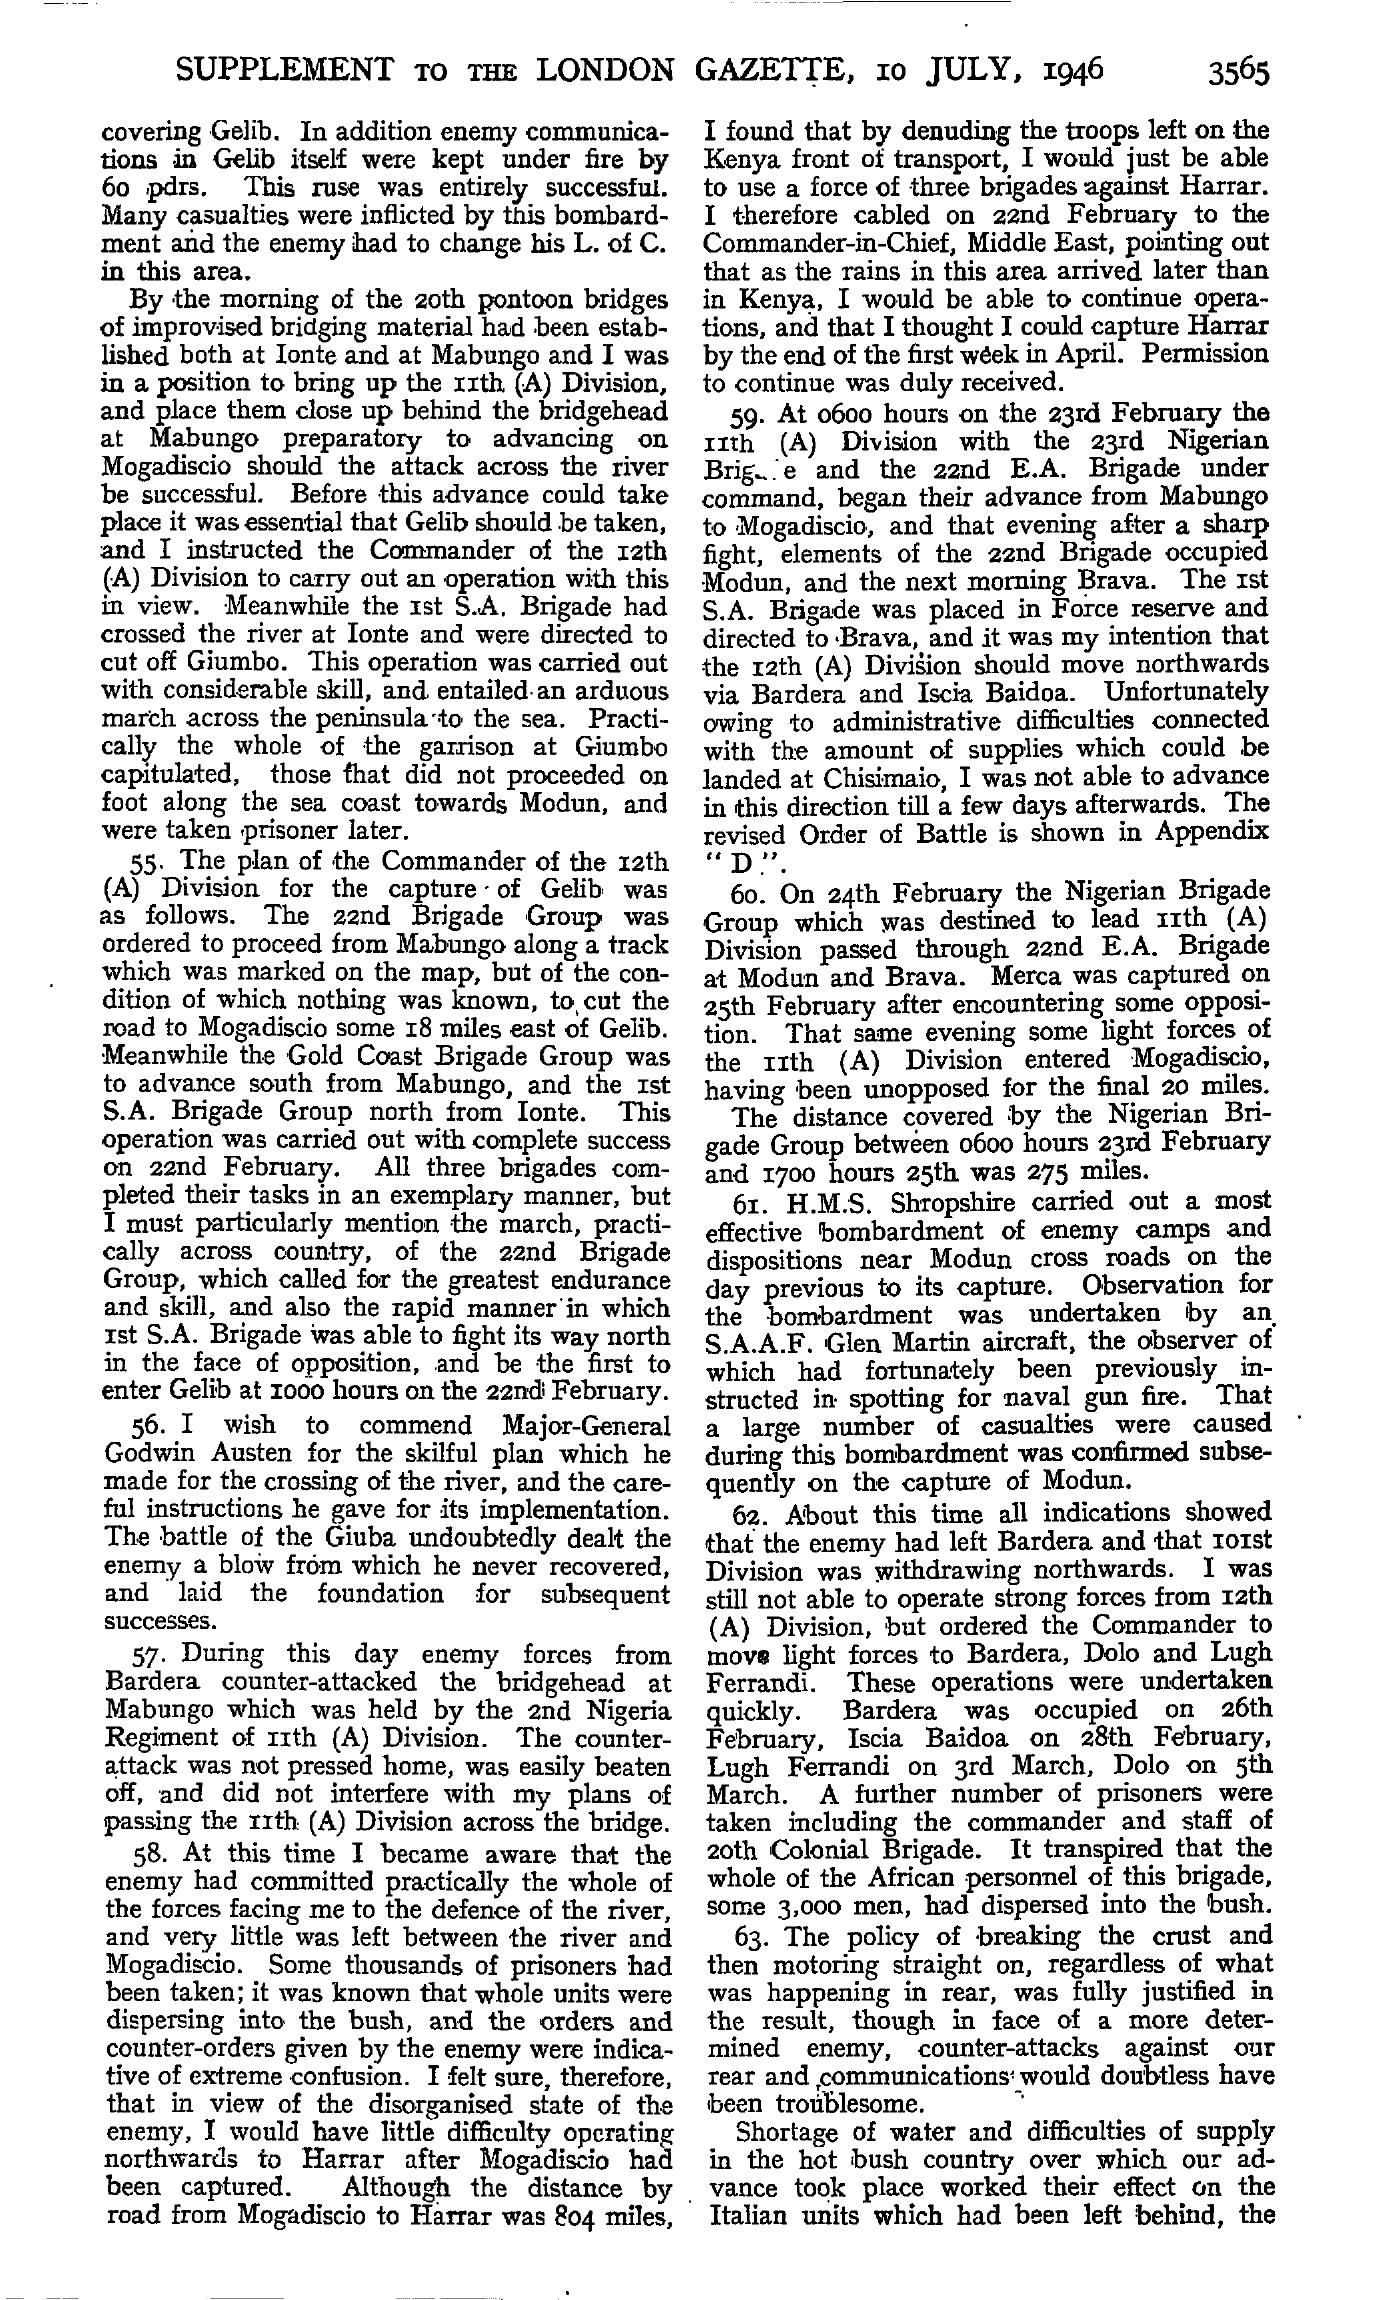 SUPPLEMENT TO THE LONDON GAZETTE, 10 JULY, 1946 3565
covering Gelib. In addition enemy communica-
tions in Gelib itself were kept under fire by
60 pdrs. This ruse was entirely successful.
Many casualties were inflicted by this bombard-
ment and the enemy had to change his L. of C.
in this area.
By the morning of the 20th pontoon bridges
of improvised bridging material had been estab-
lished both at Ionte and at Mabungo and I was
in a position to bring up the 11th (A) Division,
and place them close up behind the bridgehead
at Mabungo preparatory to advancing on
Mogadiscio should the attack across the river
be successful. Before this advance could take
place it was essential that Gelib should be taken,
and I instructed the Commander of the 12th
(A) Division to carry out an operation with this
in view. Meanwhile the 1st S.A. Brigade had
crossed the river at Ionte and were directed to
cut off Giumbo. This operation was carried out
with considerable skill, and entailed an arduous
march across the peninsula to the sea. Practi-
cally the whole of the garrison at Giumbo
capitulated, those that did not proceeded on
foot along the sea coast towards Modun, and
were taken prisoner later.
55. The plan of the Commander of the 12th
(A) Division for the capture of Gelib was
as follows. The 22nd Brigade Group was
ordered to proceed from Mabungo along a track
which was marked on the map, but of the con-
dition of which nothing was known, to cut the
road to Mogadiscio some 18 miles east of Gelib.
Meanwhile the Gold Coast Brigade Group was
to advance south from Mabungo, and the 1st
S.A. Brigade Group north from Ionte. This
operation was carried out with complete success
on 22nd February. All three brigades com-
pleted their tasks in an exemplary manner, but
I must particularly mention the march, practi-
cally across country, of the 22nd Brigade
Group, which called for the greatest endurance
and skill, and also the rapid manner in which
1st S.A. Brigade was able to fight its way north
in the face of opposition, and be the first to
enter Gelib at 1000 hours on the 22nd February.
56. I wish to commend Major-General
Godwin Austen for the skilful plan which he
made for the crossing of the river, and the care-
ful instructions he gave for its implementation.
The battle of the Giuba undoubtedly dealt the
enemy a blow from which he never recovered,
and laid the foundation for subsequent
successes.
57. During this day enemy forces from
Bardera counter-attacked the bridgehead at
Mabungo which was held by the 2nd Nigeria
Regiment of 11th (A) Division. The counter-
attack was not pressed home, was easily beaten
off, and did not interfere with my plans of
passing the 11th (A) Division across the bridge.
58. At this time I became aware that the
enemy had committed practically the whole of
the forces facing me to the defence of the river,
and very little was left between the river and
Mogadiscio. Some thousands of prisoners had
been taken; it was known that whole units were
dispersing into the bush, and the orders and
counter-orders given by the enemy were indica-
tive of extreme confusion. I felt sure, therefore,
that in view of the disorganised state of the
enemy, I would have little difficulty operating
northwards to Harrar after Mogadiscio had
been captured. Although the distance by
road from Mogadiscio to Harrar was 804 miles,
I found that by denuding the troops left on the
Kenya front of transport, I would just be able
to use a force of three brigades against Harrar.
I therefore cabled on 22nd February to the
Commander-in-Chief, Middle East, pointing out
that as the rains in this area arrived later than
in Kenya, I would be able to continue opera-
tions, and that I thought I could capture Harrar
by the end of the first week in April. Permission
to continue was duly received.
59. At 0600 hours on the 23rd February the
11th (A) Division with the 23rd Nigerian
and the 22nd E.A. Brigade under
command, began their advance from Mabungo
to Mogadiscio, and that evening after a sharp
fight, elements of the 22nd Brigade occupied
Modun, and the next morning Brava. The 1st
S.A. Brigade was placed in Force reserve and
directed to Brava, and it was my intention that
the 12th (A) Division should move northwards
via Bardera and Iscia Baidoa. Unfortunately
owing to administrative difficulties connected
with the amount of supplies which could be
landed at Chisimaio, I was not able to advance
in this direction till a few days afterwards. The
revised Order of Battle is shown in Appendix
"D".
60. On 24th February the Nigerian Brigade
Group which was destined to lead 11th (A)
Division passed through 22nd E.A. Brigade
at Modun and Brava. Merca was captured on
25th February after encountering some opposi-
tion. That same evening some light forces of
the 11th (A) Division entered Mogadiscio,
having been unopposed for the final 20 miles.
The distance covered by the Nigerian Bri-
gade Group between 0600 hours 23rd February
and 1700 hours 25th was 275 miles.
61. H.M.S. Shropshire carried out a most
effective bombardment of enemy camps and
dispositions near Modun cross roads on the
day previous to its capture. Observation for
the bombardment was undertaken by an
S.A.A.F. Glen Martin aircraft, the observer of
which had fortunately been previously in-
structed in spotting for naval gun fire. That
a large number of casualties were caused
during this bombardment was confirmed subse-
quently on the capture of Modun.
62. About this time all indications showed
that the enemy had left Bardera and that 101st
Division was withdrawing northwards. I was
still not able to operate strong forces from 12th
(A) Division, but ordered the Commander to
move light forces to Bardera, Dolo and Lugh
Ferrandi. These operations were undertaken
quickly. Bardera was occupied on 26th
February, Iscia Baidoa on 28th February,
Lugh Ferrandi on 3rd March, Dolo on 5th
March. A further number of prisoners were
taken including the commander and staff of
20th Colonial Brigade. It transpired that the
whole of the African personnel of this brigade,
some 3,000 men, had dispersed into the bush.
63. The policy of breaking the crust and
then motoring straight on, regardless of what
was happening in rear, was fully justified in
the result, though in face of a more deter-
mined enemy, counter-attacks against our
rear and communications would doubtless have
been troublesome.
Shortage of water and difficulties of supply
in the hot bush country over which our ad-
vance took place worked their effect on the
Italian units which had been left behind, the